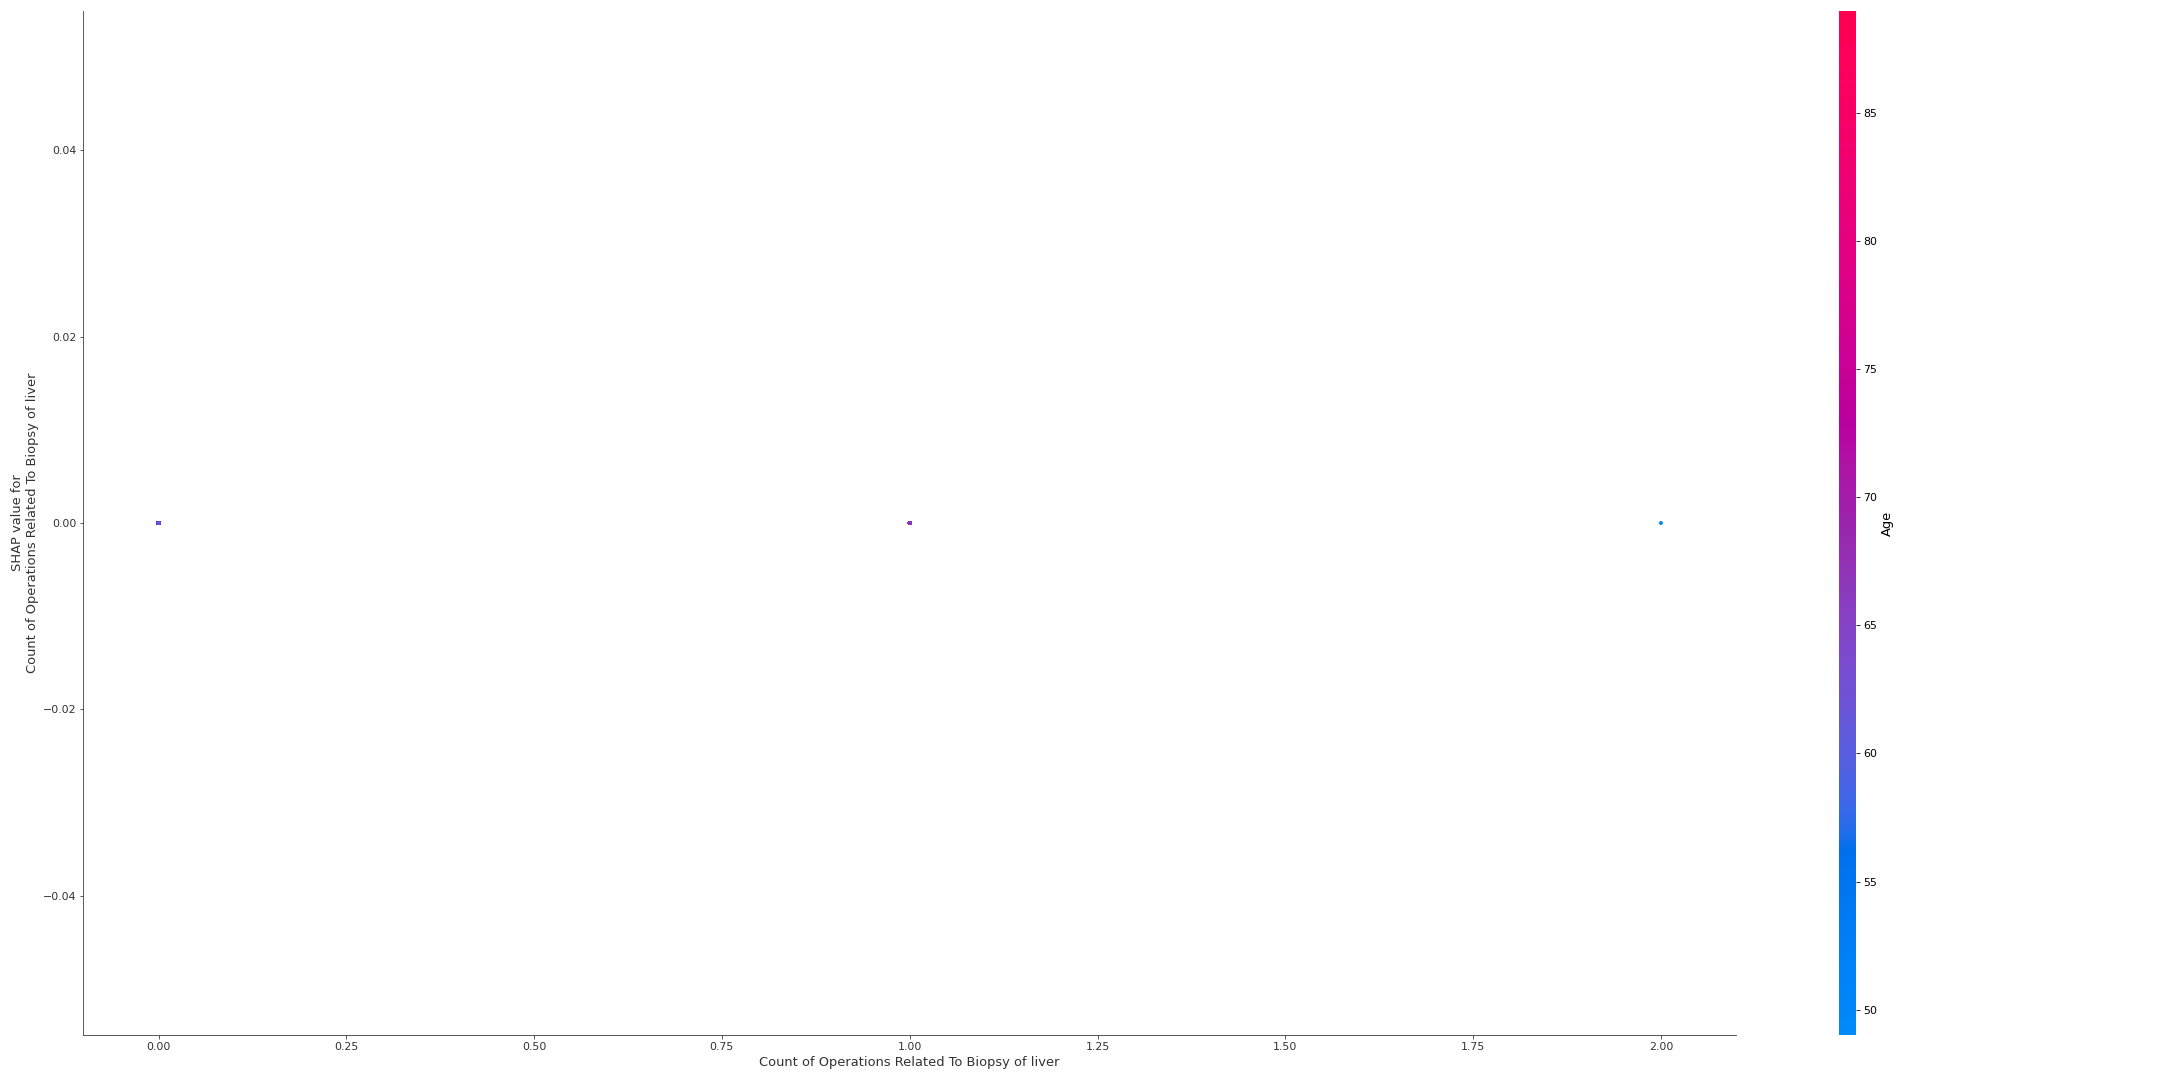 SHAP value for
Count of Operations Related To Biopsy of liver
0.04
0.02
0.00
−0.02
−0.04
0.00 0.25 0.50 0.75 1.00 1.25 1.50 1.75 2.00
Count of Operations Related To Biopsy of liver
85
80
75
70
65
60
55
50
Age